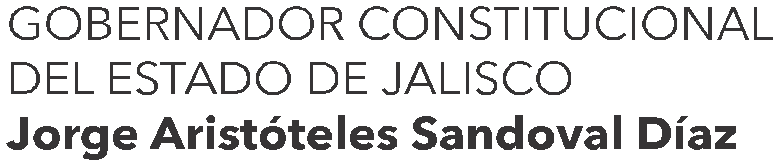 GOBERNADOR CONSTITUCIONAL
DEL ESTADO DE JALISCO
Jorge Aristóteles Sandoval Díaz